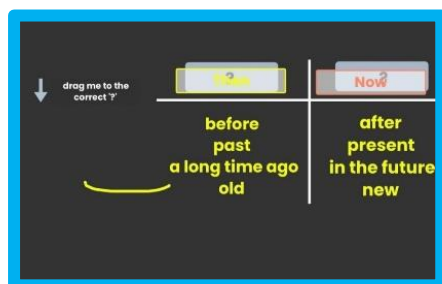 drag me to the
correct '?'
?
Now
?
before
past
a long time ago
old
after
present
in the future
new